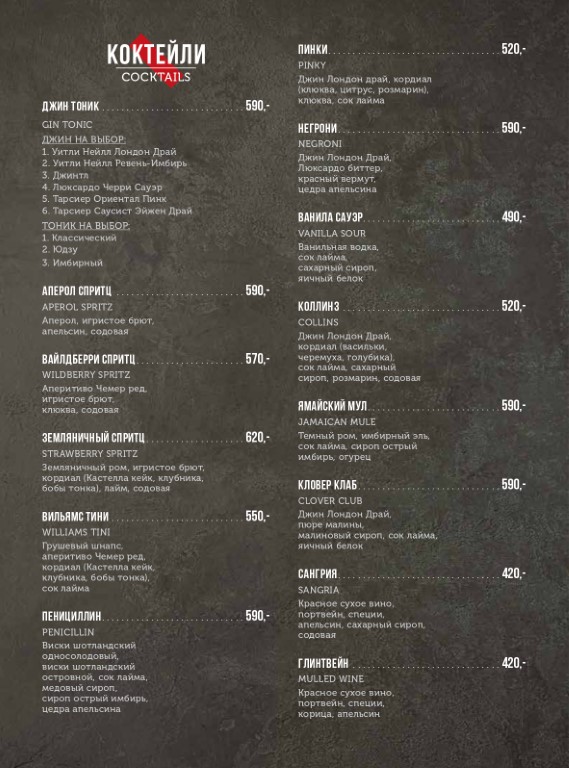 КОКТЕЙЛИ
COCKTAILS
ДЖИН ТОНИК 590,-
GIN TONIC
ДЖИН НА ВЫБОР:
1. Уитли Нейлл Лондон Драй
2. Уитли Нейлл Ревень-Имбирь
3. Джинтл
4. Люксардо Черри Сауэр
5. Тарсиер Ориентал Пинк
6. Тарсиер Саусист Эйжен Драй
ТОНИК НА ВЫБОР:
1. Классический
2. Юдзу
3. Имбирный
АПЕРОЛ СПРИТЦ 590,-
APEROL SPRITZ
Аперол, игристое брют,
апельсин, содовая
ВАЙЛДБЕРРИ СПРИТЦ 570,-
WILDBERRY SPRITZ
Аперитиво Чемер ред,
игристое брют,
клюква, содовая
ЗЕМЛЯНИЧНЫЙ СПРИТЦ 620,-
STRAWBERRY SPRITZ
Земляничный ром, игристое брют,
кордиал (Кастелла кейк, клубника,
бобы тонка), лайм, содовая
ВИЛЬЯМС ТИНИ 550,-
WILLIAMS TINI
Грушевый шнапс,
аперитиво Чемер ред,
кордиал (Кастелла кейк,
клубника, бобы тонка),
сок лайма
ПЕНИЦИЛЛИН 590,-
PENICILLIN
Виски шотландский
односолодовый,
виски шотландский
островной, сок лайма,
медовый сироп,
сироп острый имбирь,
цедра апельсина
ПИНКИ 520,-
PINKY
Джин Лондон драй, кордиал
(клюква, цитрус, розмарин),
клюква, сок лайма
НЕГРОНИ 590,-
NEGRONI
Джин Лондон Драй,
Люксардо биттер,
красный вермут,
цедра апельсина
ВАНИЛА САУЭР 490,-
VANILLA SOUR
Ванильная водка,
сок лайма,
сахарный сироп,
яичный белок
КОЛЛИНЗ 520,-
COLLINS
Джин Лондон Драй,
кордиал (васильки,
черемуха, голубика),
сок лайма, сахарный
сироп, розмарин, содовая
ЯМАЙСКИЙ МУЛ 590,-
JAMAICAN MULE
Темный ром, имбирный эль,
сок лайма, сироп острый
имбирь, огурец
КЛОВЕР КЛАБ 590,-
CLOVER CLUB
Джин Лондон Драй,
пюре малины,
малиновый сироп, сок лайма,
яичный белок
САНГРИЯ 420,-
SANGRIA
Красное сухое вино,
портвейн, специи,
апельсин, сахарный сироп,
содовая
ГЛИНТВЕЙН 420,-
MULLED WINE
Красное сухое вино,
портвейн, специи,
корица, апельсин